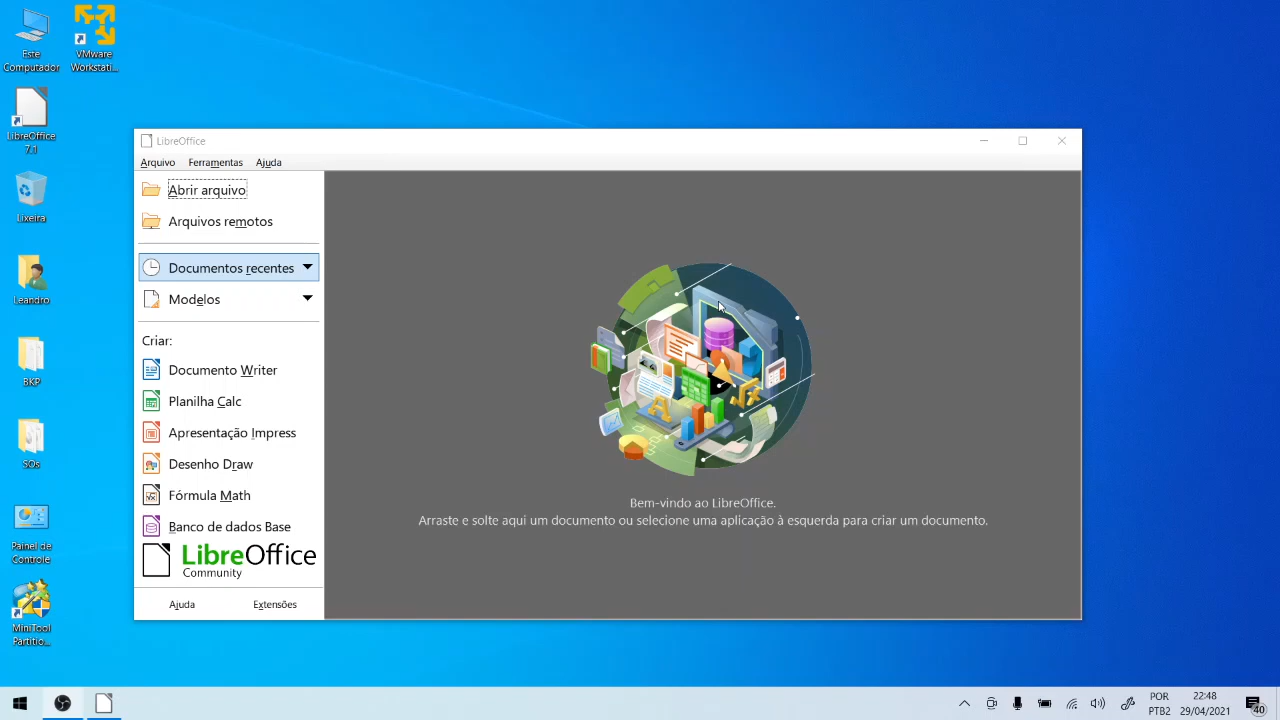 Este
Computador
VMware
Workstati...
LibreOffice
7.1
Lixeira
Leandro
BKP
SOs
Painel de
Controle
MiniTool
Partitio...
LibreOffice
Arquivo Ferramentas Ajuda
Abrir arquivo
Arquivos remotos
Documentos recentes
Modelos
Criar:
Documento Writer
Planilha Calc
Apresentação Impress
Desenho Draw
Fórmula Math
Banco de dados Base
LibreOffice
Community
Ajuda Extensões
Bem-vindo ao LibreOffice.
Arraste e solte aqui um documento ou selecione uma aplicação à esquerda para criar um documento.
POR
PTB2
22:48
29/04/2021
40